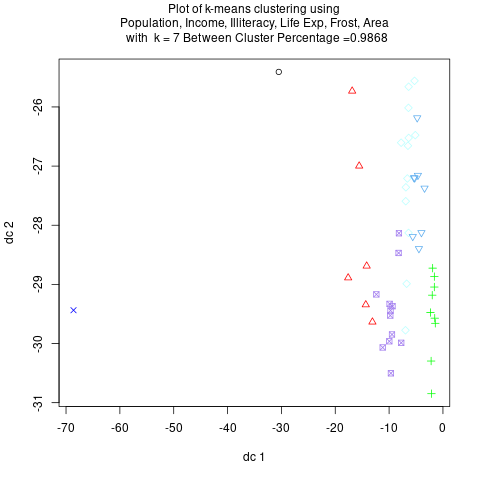 Plot of k-means clustering using
Population, Income, Illiteracy, Life Exp, Frost, Area
with k = 7 Between Cluster Percentage =0.9868
dc 2
-26
-27
-28
-29
-30
-31
-70 -60 -50 -40 -30 -20 -10 0
dc 1